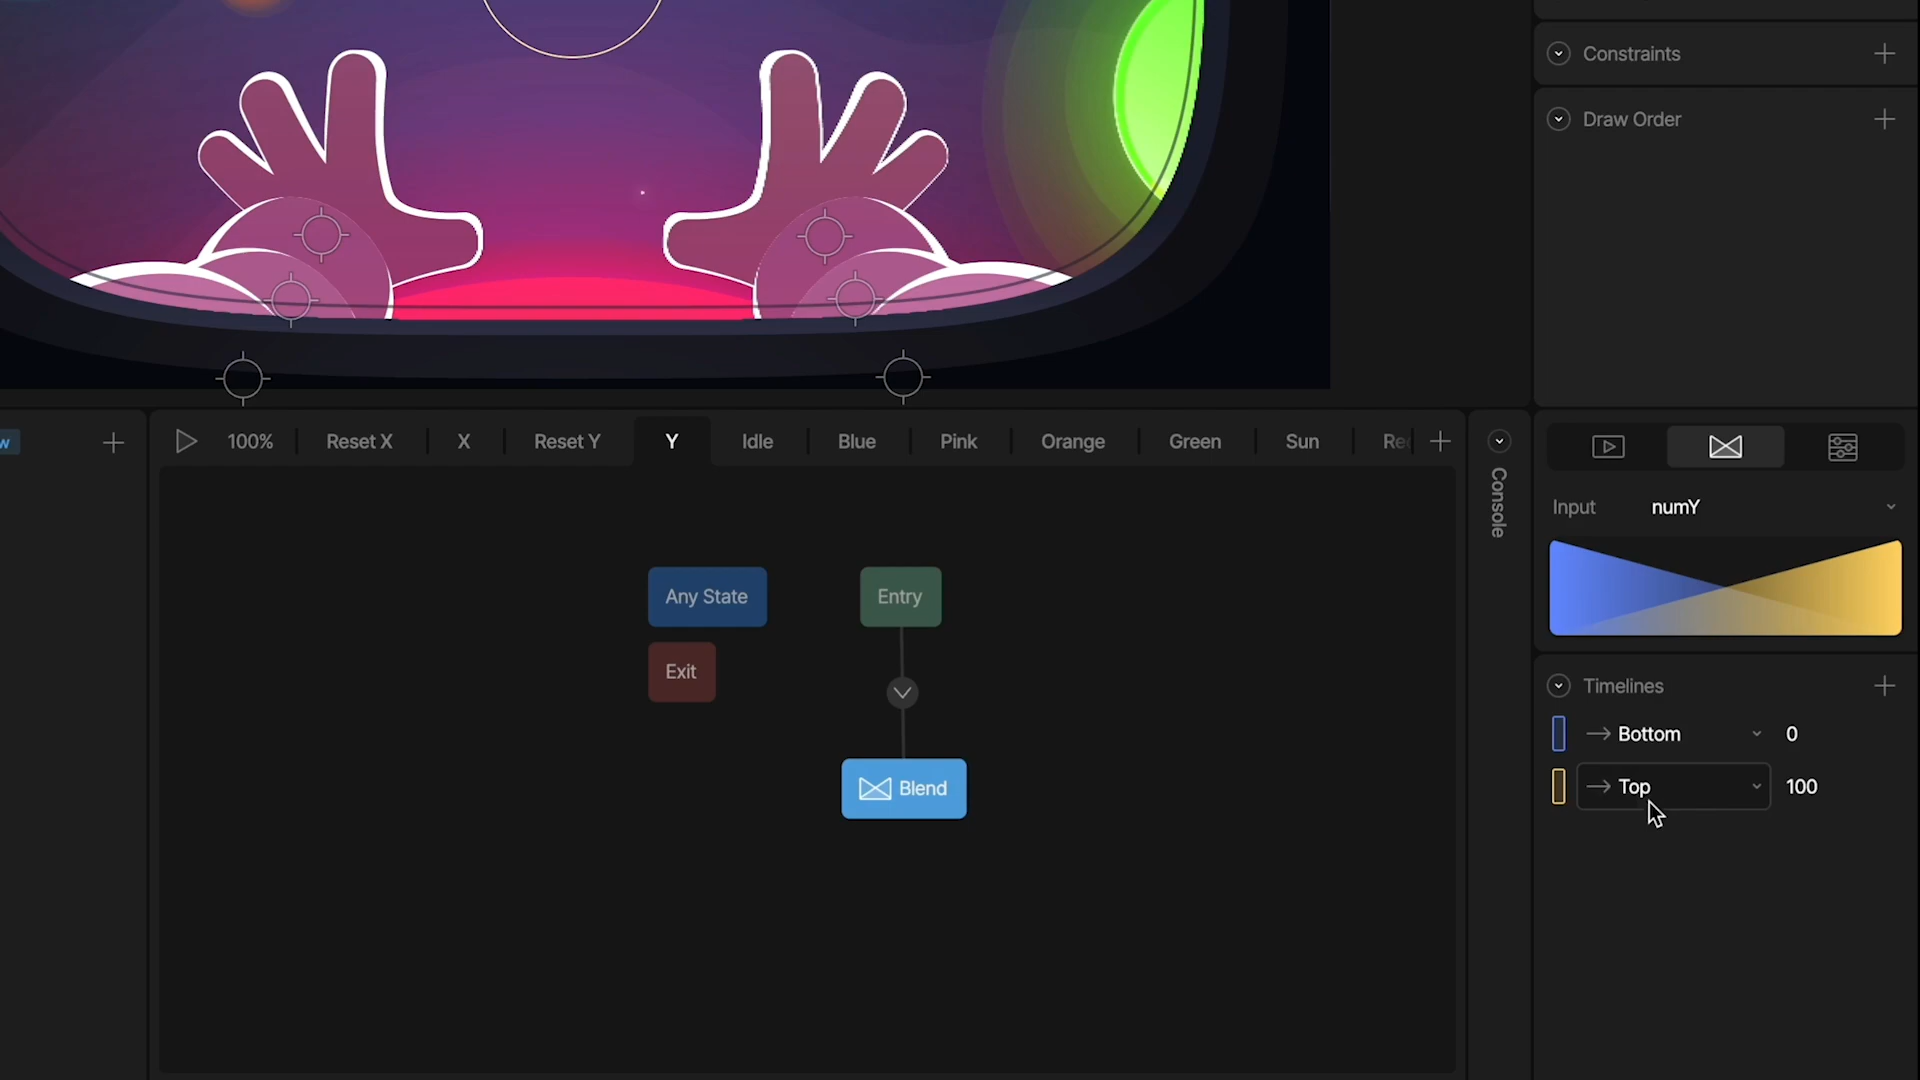 Constraints
Draw Order
w
100%
Reset X
X
Reset Y
Y
Idle
Blue
Pink
Orange
Green
Sun
Console
Input
numY
Any State
Entry
Exit
Blend
Timelines
Bottom
0
Top
100